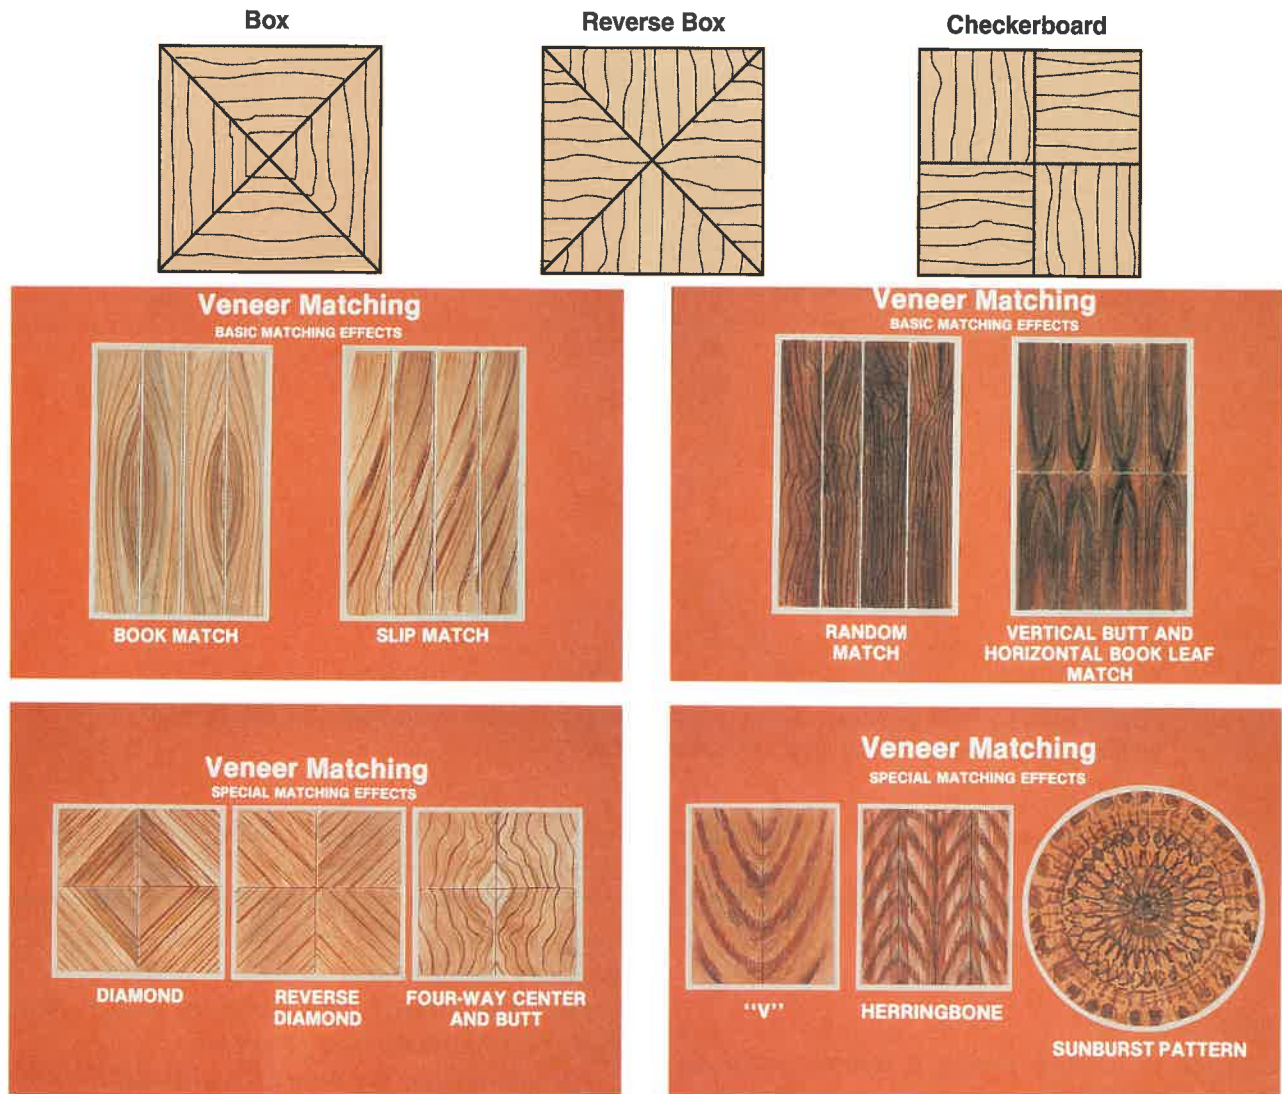 Box
Reverse Box
Checkerboard
Veneer Matching
BASIC MATCHING EFFECTS
BOOK MATCH
SLIP MATCH
Veneer Matching
BASIC MATCHING EFFECTS
RANDOM
MATCH
VERTICAL BUTT AND
HORIZONTAL BOOK LEAF
MATCH
Veneer Matching
SPECIAL MATCHING EFFECTS
DIAMOND
REVERSE
DIAMOND
FOUR-WAY CENTER
AND BUTT
Veneer Matching
SPECIAL MATCHING EFFECTS
"V"
HERRINGBONE
SUNBURST PATTERN